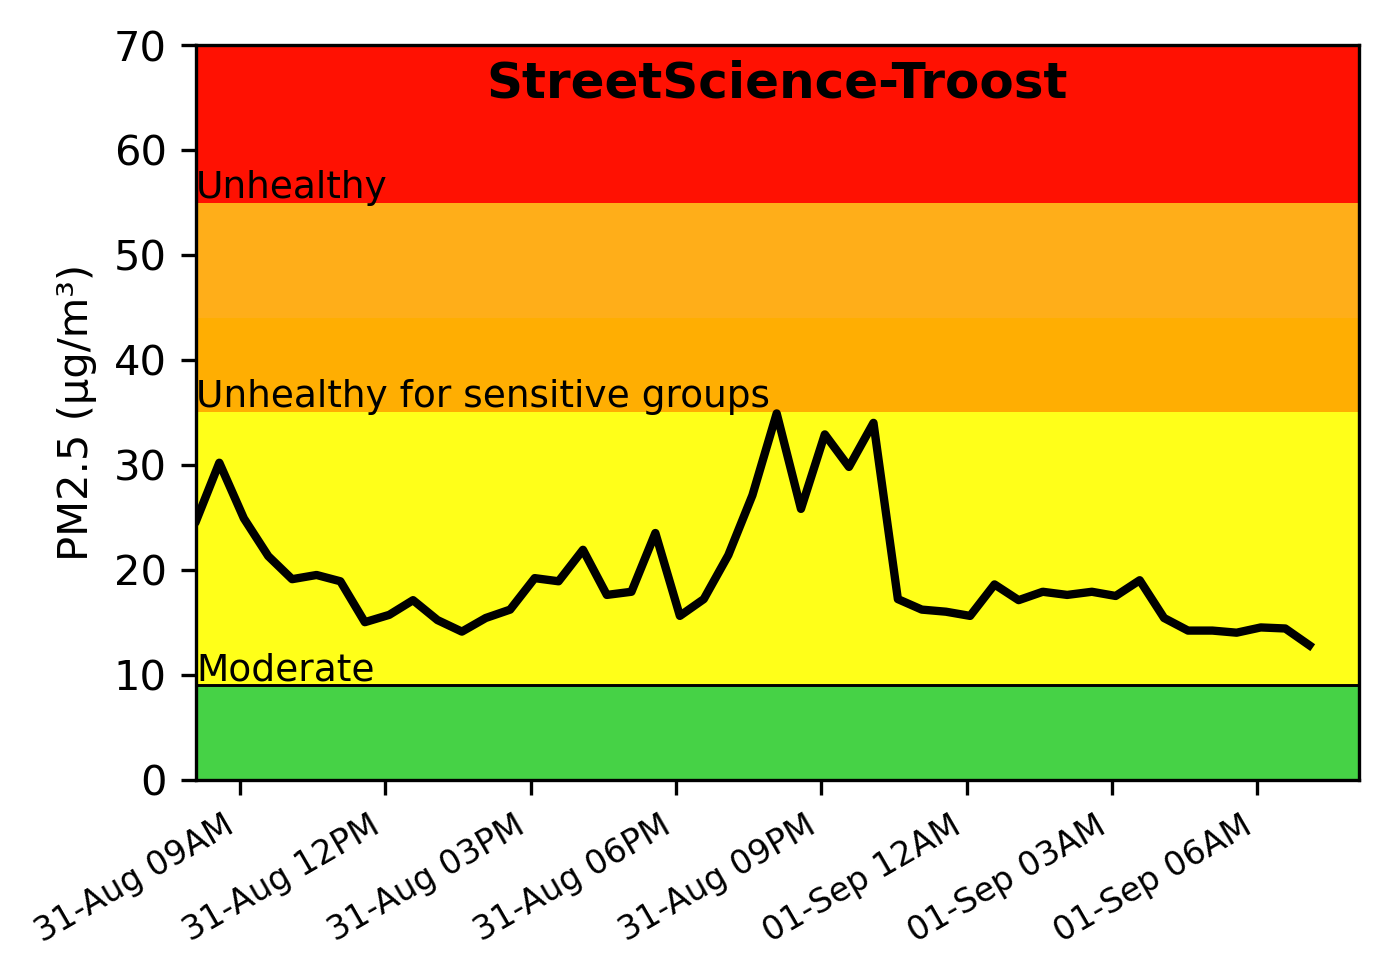 StreetScience-Troost
70
60
50
40
30
20
10
0
PM2.5 (µg/m³)
Unhealthy
Unhealthy for sensitive groups
Moderate
31-Aug 09AM
31-Aug 12PM
31-Aug 03PM
31-Aug 06PM
31-Aug 09PM
01-Sep 12AM
01-Sep 03AM
01-Sep 06AM